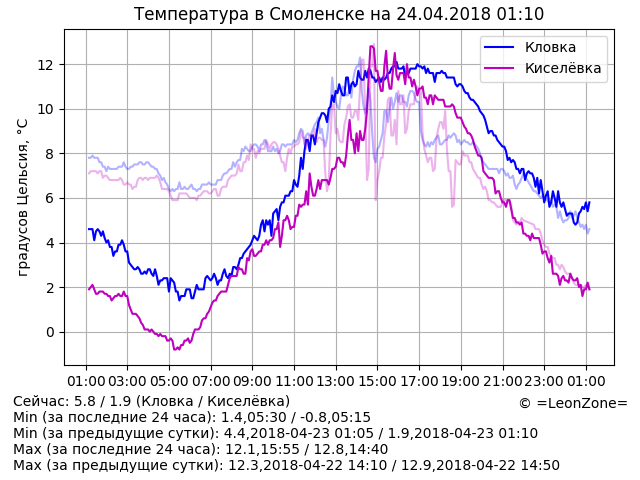 Температура в Смоленске на 24.04.2018 01:10
Кловка
Киселёвка
градусов Цельсия, °C
12
10
8
6
4
2
0
01:00 03:00 05:00 07:00 09:00 11:00 13:00 15:00 17:00 19:00 21:00 23:00 01:00
Сейчас: 5.8 / 1.9 (Кловка / Киселёвка)
© =LeonZone=
Min (за последние 24 часа): 1.4,05:30 / -0.8,05:15
Min (за предыдущие сутки): 4.4,2018-04-23 01:05 / 1.9,2018-04-23 01:10
Max (за последние 24 часа): 12.1,15:55 / 12.8,14:40
Max (за предыдущие сутки): 12.3,2018-04-22 14:10 / 12.9,2018-04-22 14:50